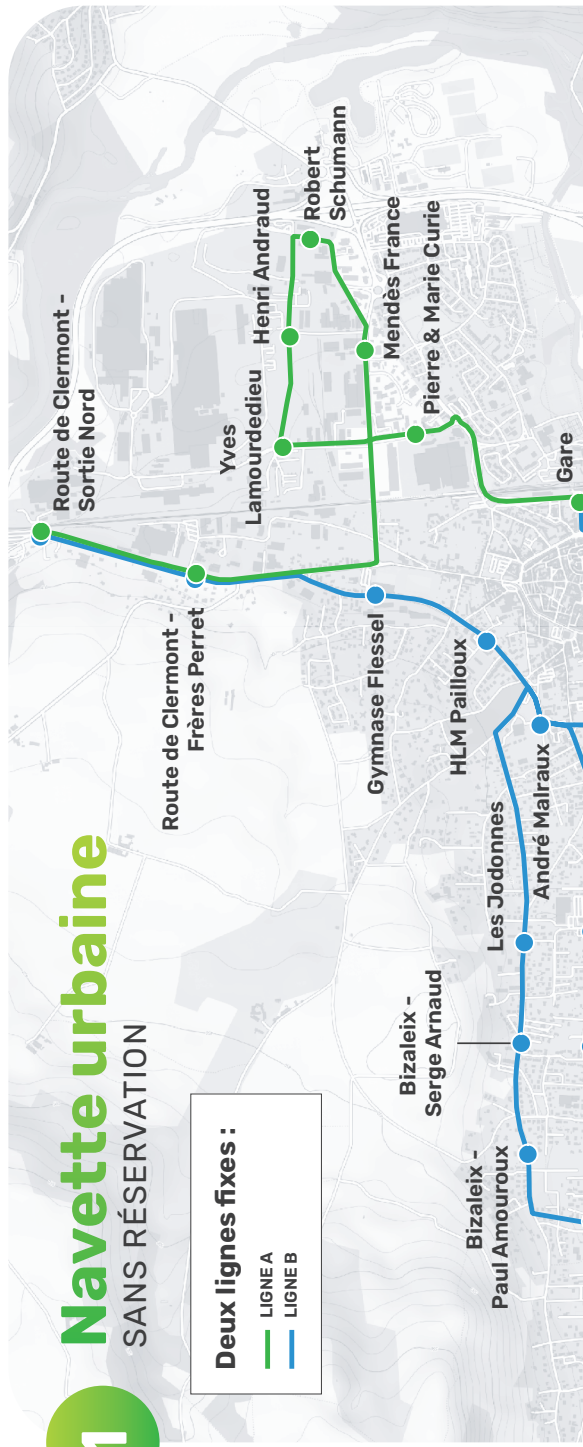 1
Navette urbaine
SANS RÉSERVATION
Deux lignes fixes :
LIGNE A
LIGNE B
Route de Clermont -
Sortie Nord
Route de Clermont -
Frères Perret
Yves
Lamourdedieu
Henri Andraud
Robert
Schumann
Mendès France
Pierre & Marie Curie
Gare
Gymnase Flessel
HLM Pailloux
André Malraux
Les Jodonnes
Bizaleix -
Serge Arnaud
Bizaleix -
Paul Amouroux